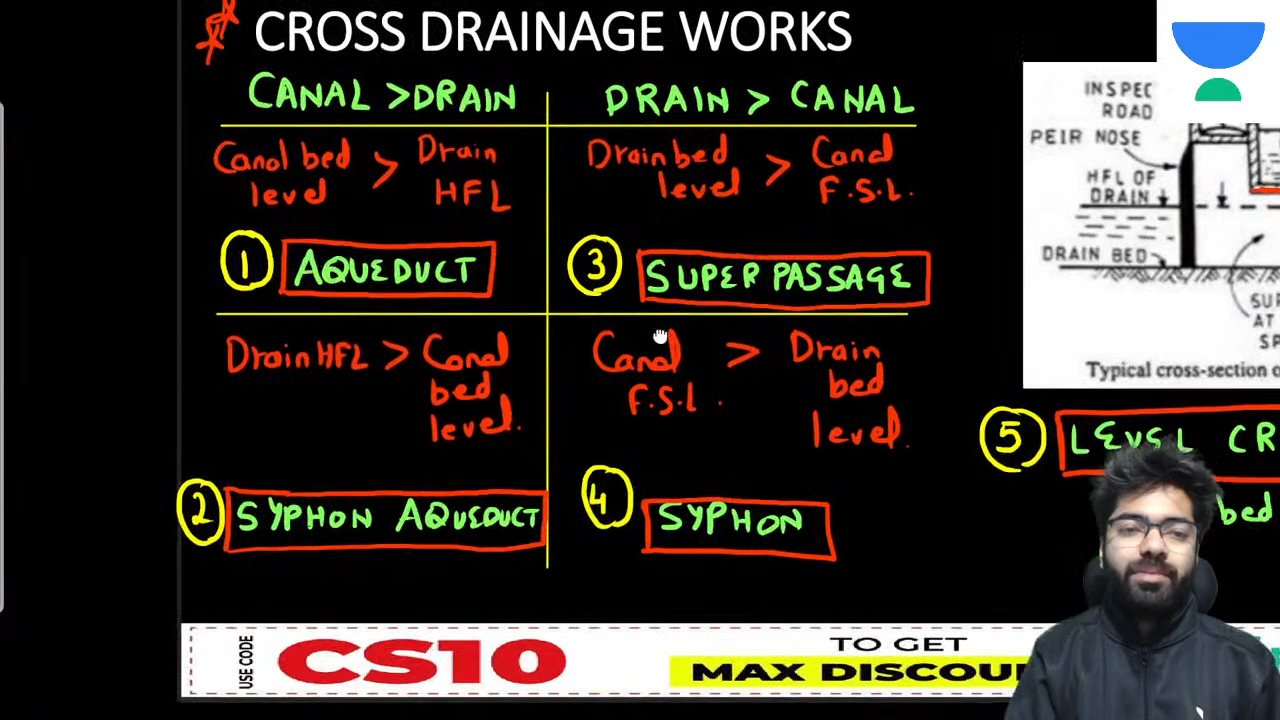 CROSS DRAINAGE WORKS
CANAL > DRAIN
DRAIN > CANAL
Canal bed level > Drain HFL
Drain bed level > Canal F.S.L.
1 AQUEDUCT
3 SUPER PASSAGE
Drain HFL > Canal bed level.
Canal F.S.L. > Drain bed level.
2 SYPHON AQUEDUCT
4 SYPHON
INSPEC
ROAD
PEIR NOSE
HFL OF
DRAIN
DRAIN BED
SUP
AT
SP
Typical cross-section o
5 LEVEL CR
bed
USE CODE
CS10
TO GET
MAX DISCOU